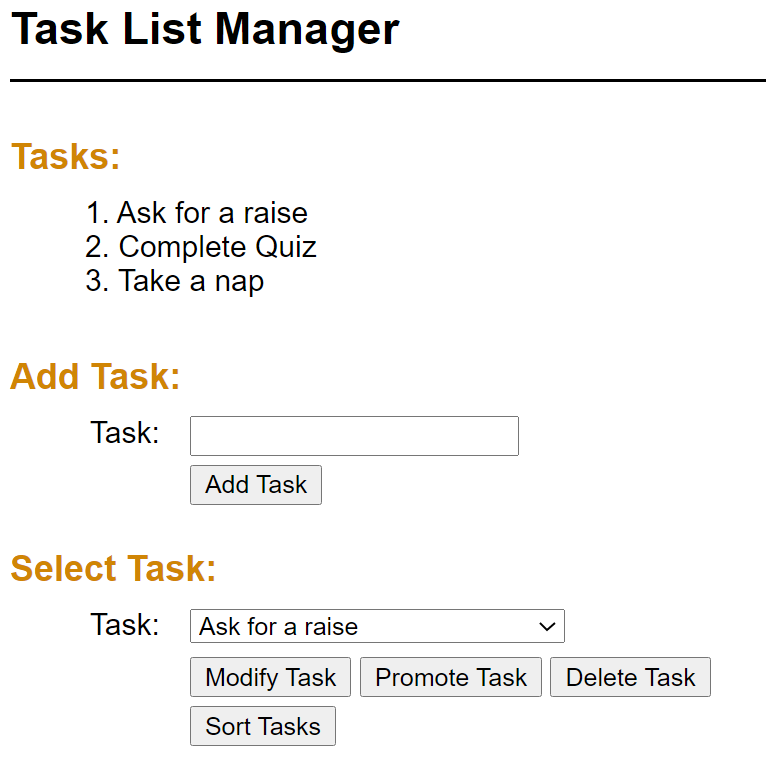 Task List Manager
Tasks:
1. Ask for a raise
2. Complete Quiz
3. Take a nap
Add Task:
Task:
Add Task
Select Task:
Task: Ask for a raise
Modify Task Promote Task Delete Task
Sort Tasks